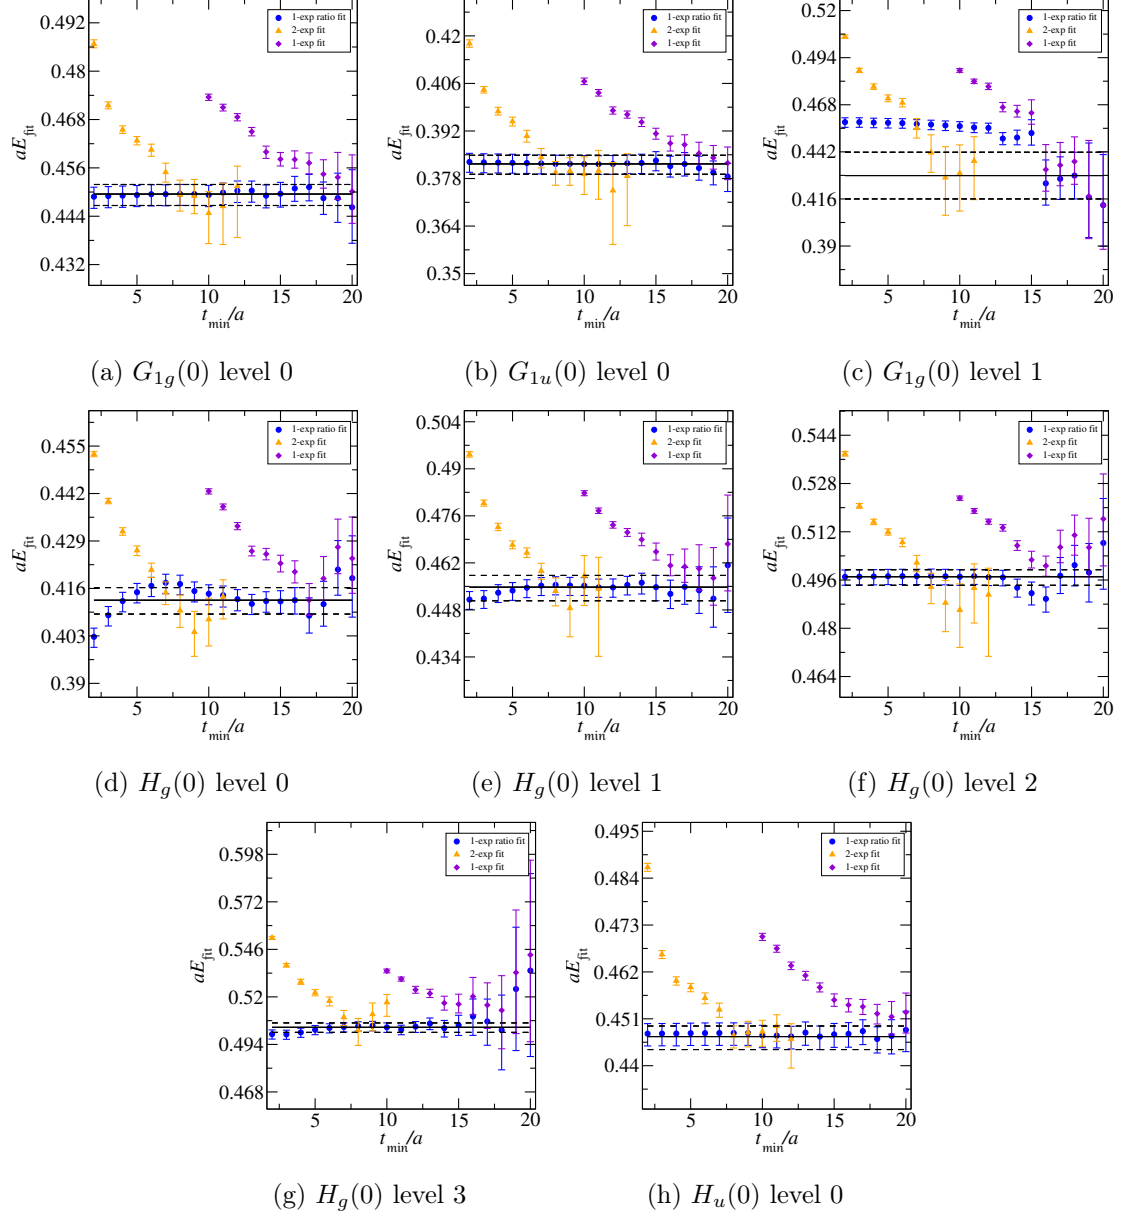 0.492
0.48
0.468
0.456
0.444
0.432
aE_fit
5 10 15 20
t_min/a
1-exp ratio fit
2-exp fit
1-exp fit
(a) G_{1g}(0) level 0
0.42
0.406
0.392
0.378
0.364
0.35
aE_fit
5 10 15 20
t_min/a
1-exp ratio fit
2-exp fit
1-exp fit
(b) G_{1u}(0) level 0
0.52
0.494
0.468
0.442
0.416
0.39
aE_fit
5 10 15 20
t_min/a
1-exp ratio fit
2-exp fit
1-exp fit
(c) G_{1g}(0) level 1
0.455
0.442
0.429
0.416
0.403
0.39
aE_fit
5 10 15 20
t_min/a
1-exp ratio fit
2-exp fit
1-exp fit
(d) H_g(0) level 0
0.504
0.49
0.476
0.462
0.448
0.434
aE_fit
5 10 15 20
t_min/a
1-exp ratio fit
2-exp fit
1-exp fit
(e) H_g(0) level 1
0.544
0.528
0.512
0.496
0.48
0.464
aE_fit
5 10 15 20
t_min/a
1-exp ratio fit
2-exp fit
1-exp fit
(f) H_g(0) level 2
0.598
0.572
0.546
0.52
0.494
0.468
aE_fit
5 10 15 20
t_min/a
1-exp ratio fit
2-exp fit
1-exp fit
(g) H_g(0) level 3
0.495
0.484
0.473
0.462
0.451
0.44
aE_fit
5 10 15 20
t_min/a
1-exp ratio fit
2-exp fit
1-exp fit
(h) H_u(0) level 0